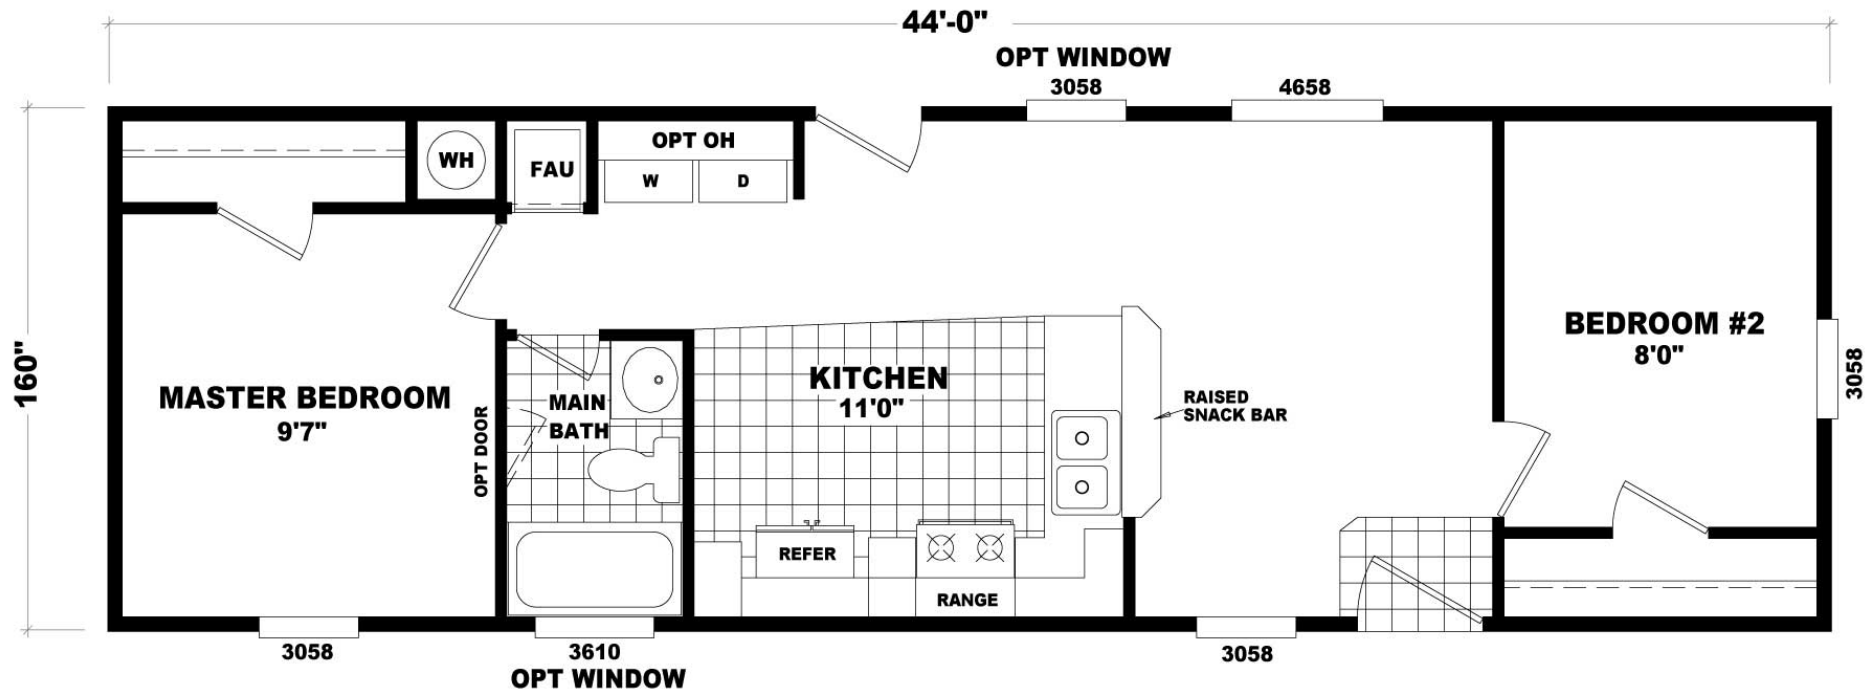 44'-0"
OPT WINDOW
3058
4658
WH
FAU
OPT OH
W
D
160"
MASTER BEDROOM
9'7"
OPT DOOR
MAIN
BATH
KITCHEN
11'0"
RAISED
SNACK BAR
BEDROOM #2
8'0"
3058
REFER
RANGE
3058
3610
OPT WINDOW
3058